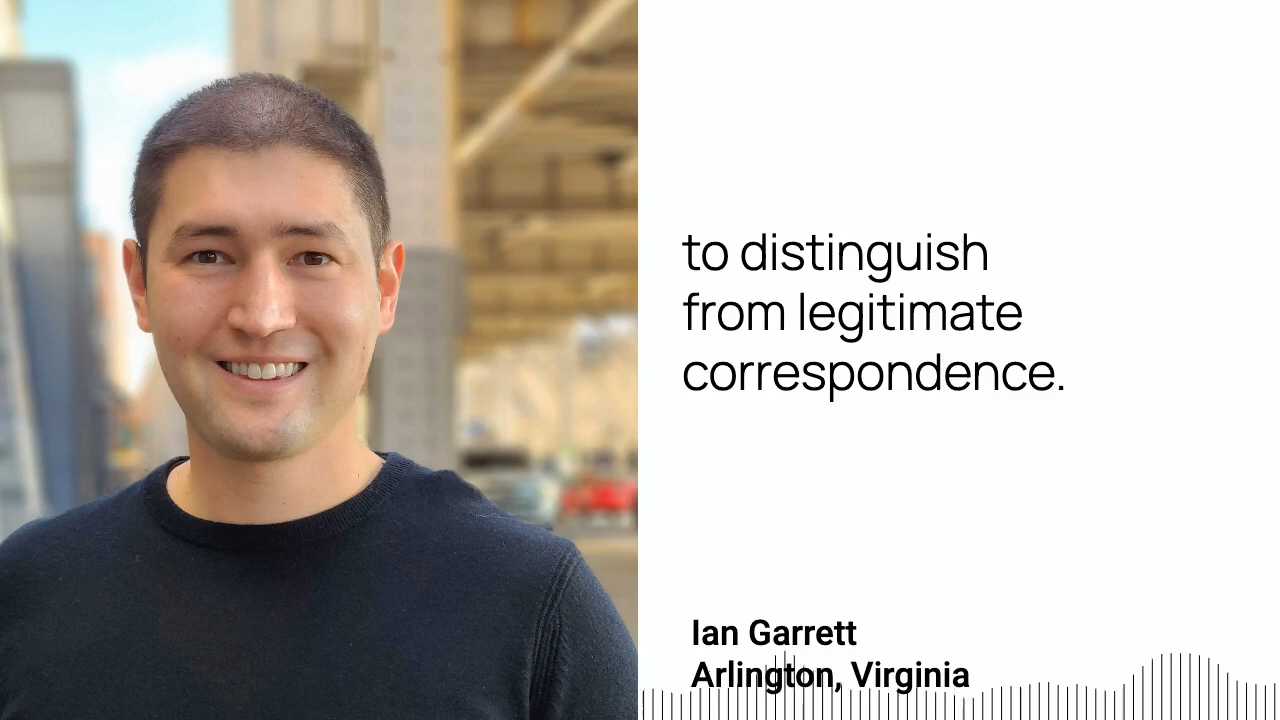 to distinguish
from legitimate
correspondence.
Ian Garrett
Arlington, Virginia